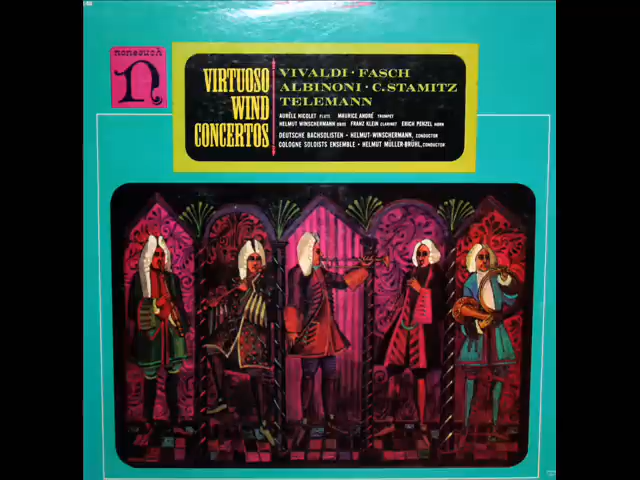 nonesuch
n
VIRTUOSO
WIND
CONCERTOS
VIVALDI · FASCH
ALBINONI · C. STAMITZ
TELEMANN
AURÈLE NICOLET FLUTE MAURICE ANDRÉ TRUMPET
HELMUT WINSCHERMANN OBOE FRANZ KLEIN CLARINET ERICH PENZEL HORN
DEUTSCHE BACHSOLISTEN · HELMUT WINSCHERMANN, CONDUCTOR
COLOGNE SOLOISTS ENSEMBLE · HELMUT MÜLLER-BRÜHL, CONDUCTOR